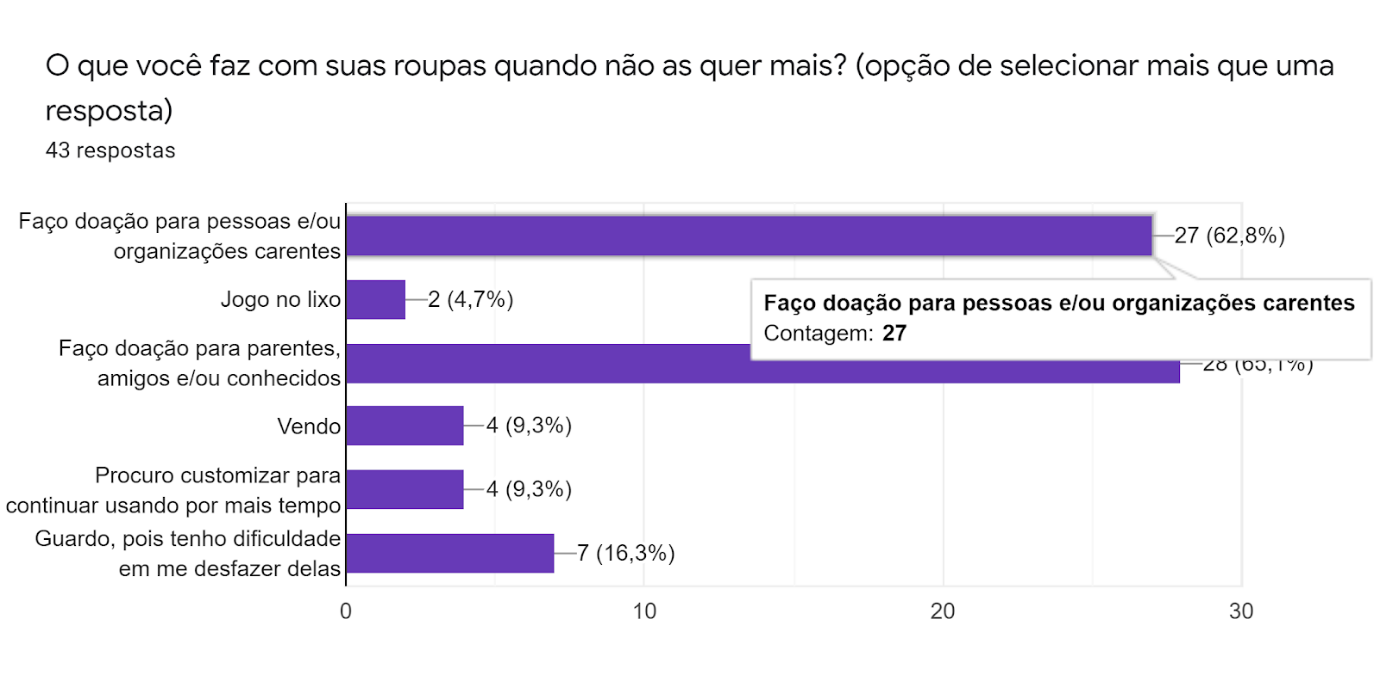 O que você faz com suas roupas quando não as quer mais? (opção de selecionar mais que uma
resposta)
43 respostas
Faço doação para pessoas e/ou
organizações carentes
27 (62,8%)
Jogo no lixo
2 (4,7%)
Faço doação para pessoas e/ou organizações carentes
Contagem: 27
Faço doação para parentes,
amigos e/ou conhecidos
28 (65,1%)
Vendo
4 (9,3%)
Procuro customizar para
continuar usando por mais tempo
4 (9,3%)
Guardo, pois tenho dificuldade
em me desfazer delas
7 (16,3%)
0
10
20
30